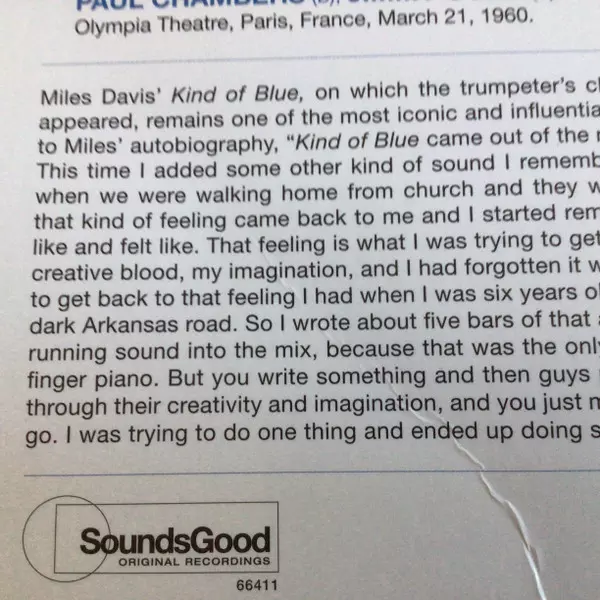 PAUL CHAMBERS (b),
Olympia Theatre, Paris, France, March 21, 1960.
Miles Davis’ Kind of Blue, on which the trumpeter’s
appeared, remains one of the most iconic and
to Miles’ autobiography, “Kind of Blue came out of the
This time I added some other kind of sound I
when we were walking home from church and they
that kind of feeling came back to me and I started
like and felt like. That feeling is what I was trying to get
creative blood, my imagination, and I had forgotten it
to get back to that feeling I had when I was six years
dark Arkansas road. So I wrote about five bars of that
running sound into the mix, because that was the
finger piano. But you write something and then guys
through their creativity and imagination, and you just
go. I was trying to do one thing and ended up doing
SoundsGood
ORIGINAL RECORDINGS
66411